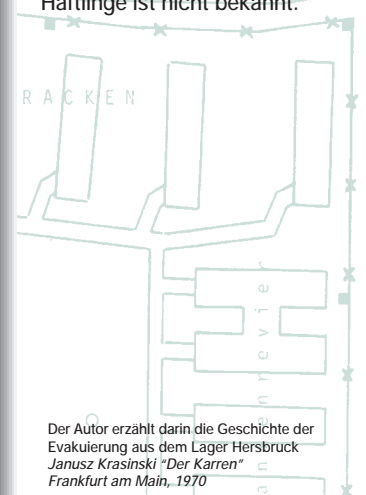 Häftlinge ist nicht bekannt.
RACKEN
annrevier
Der Autor erzählt darin die Geschichte der
Evakuierung aus dem Lager Hersbruck
Janusz Krasinski “Der Karren”
Frankfurt am Main, 1970